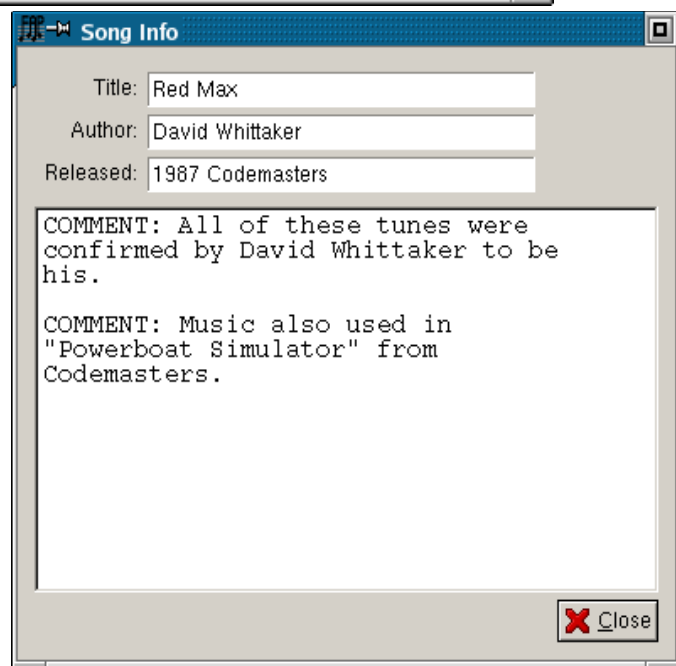 Song Info
Title: Red Max
Author: David Whittaker
Released: 1987 Codemasters
COMMENT: All of these tunes were
confirmed by David Whittaker to be
his.
COMMENT: Music also used in
"Powerboat Simulator" from
Codemasters.
Close